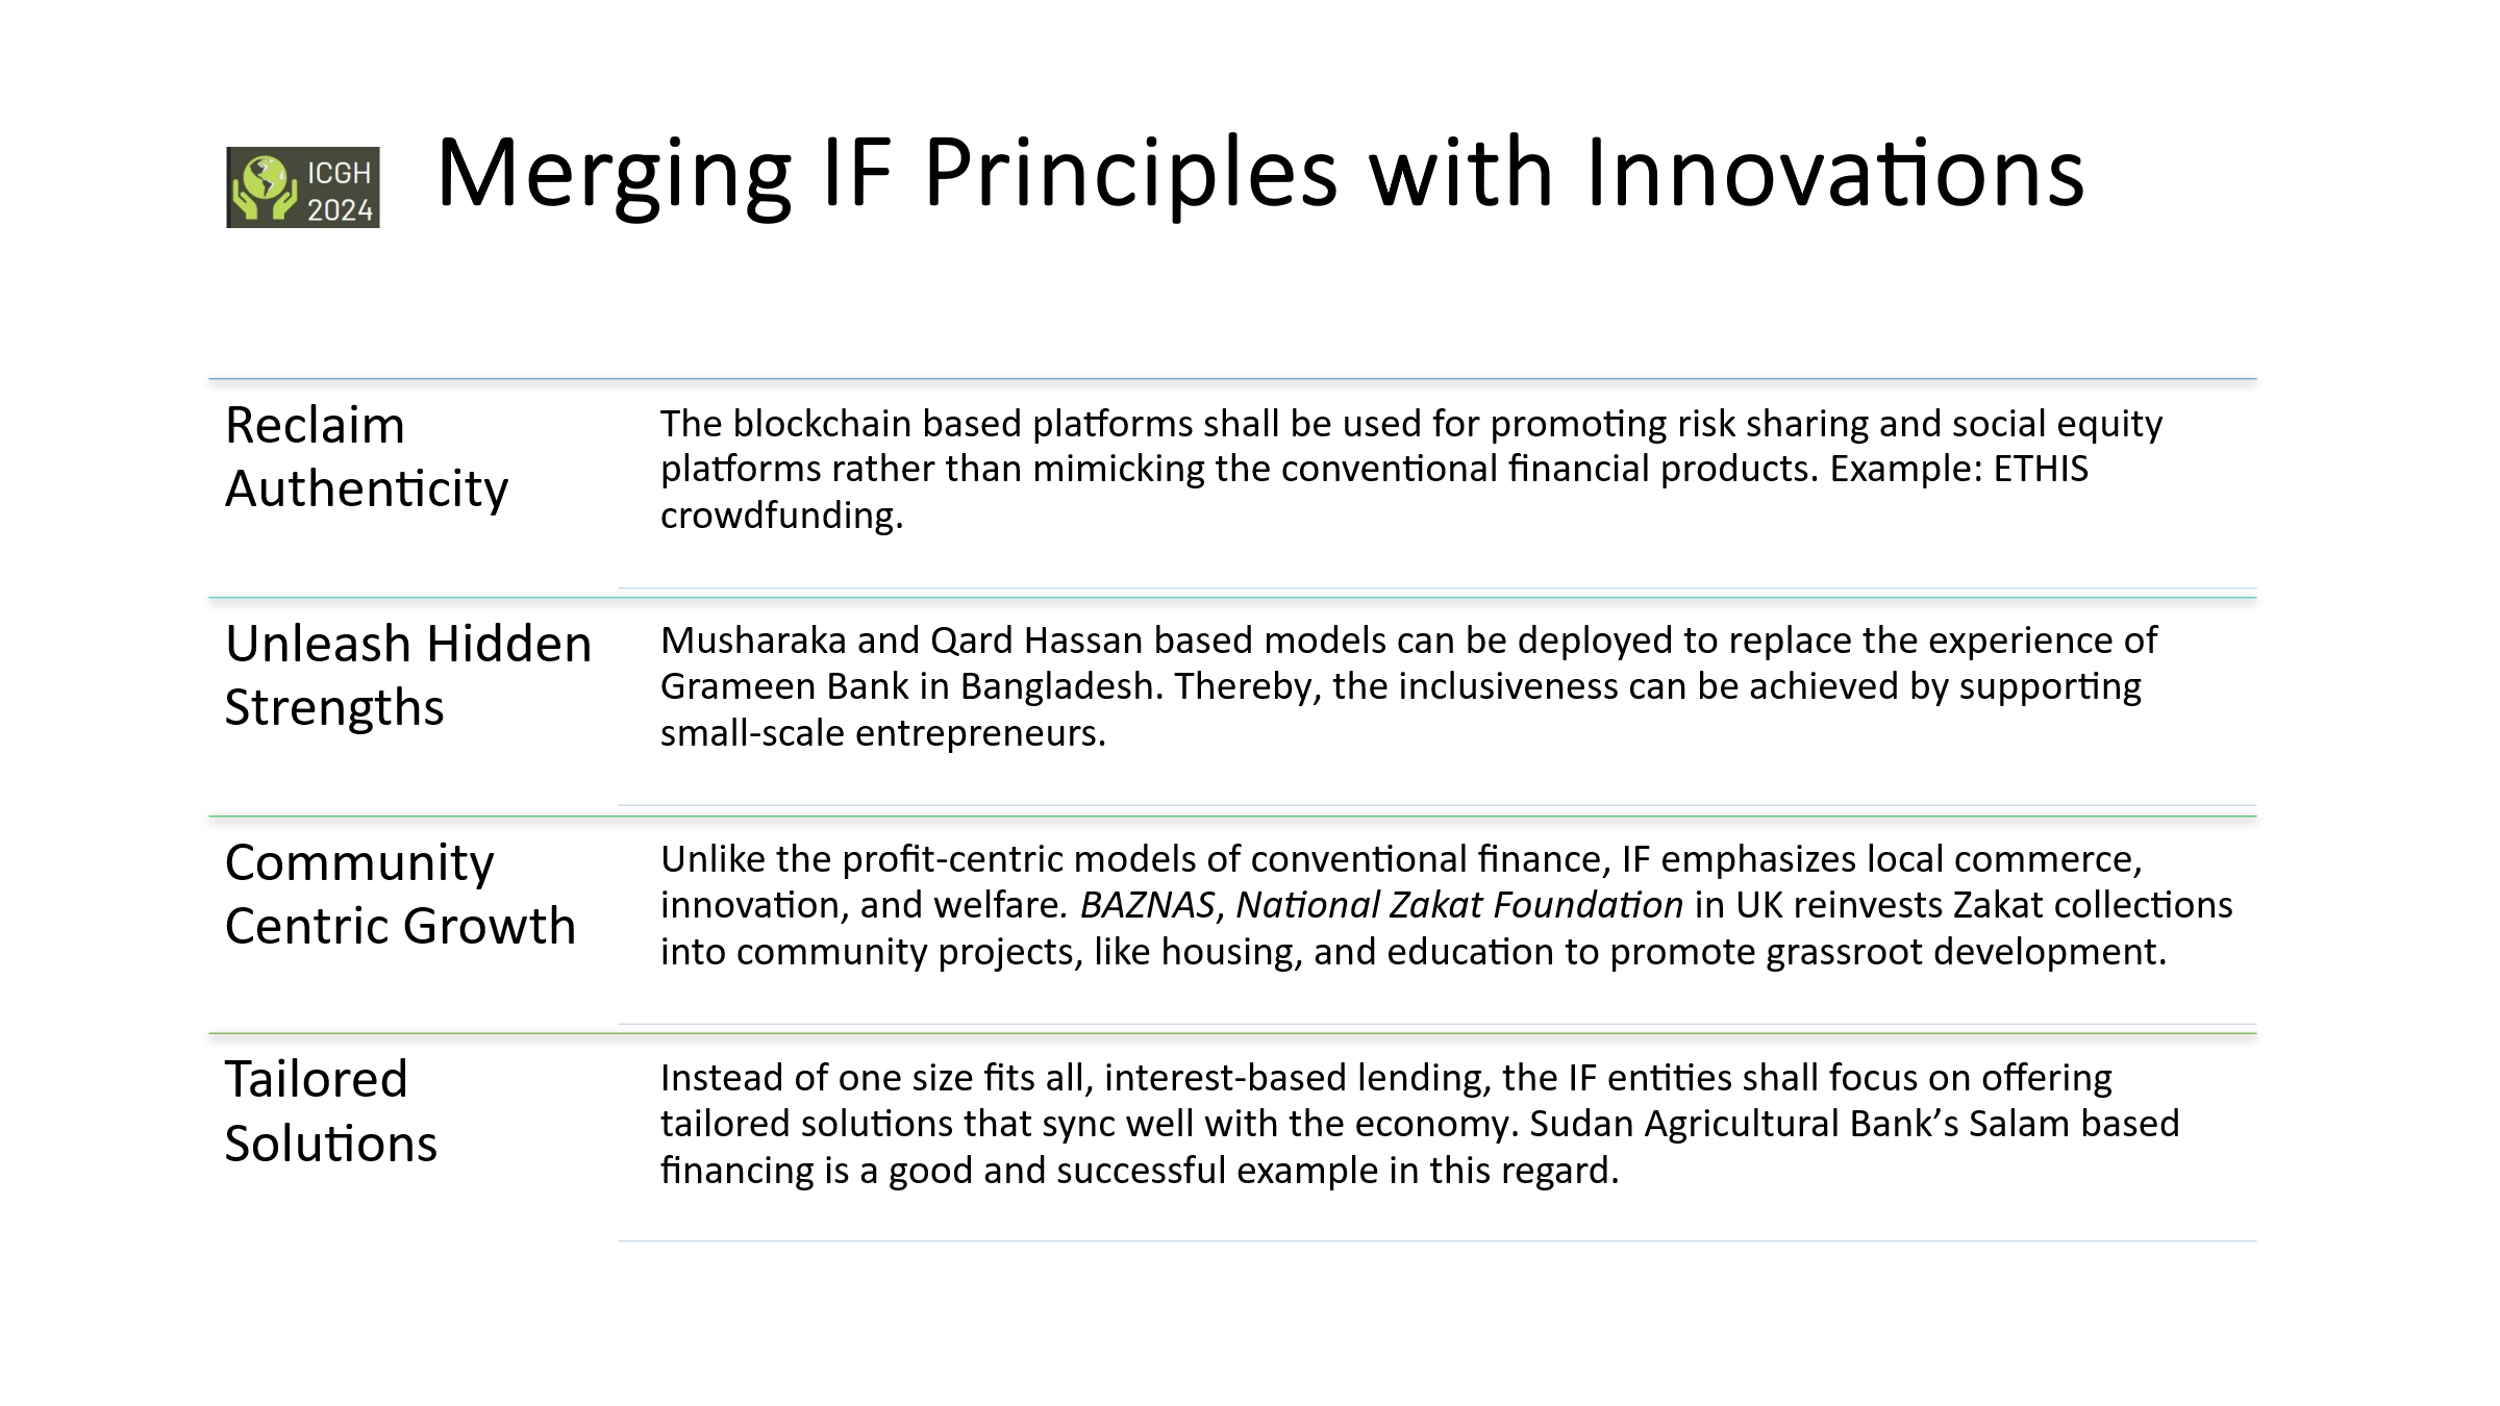 ICGH
2024
Merging IF Principles with Innovations
Reclaim
Authenticity
The blockchain based platforms shall be used for promoting risk sharing and social equity
platforms rather than mimicking the conventional financial products. Example: ETHIS
crowdfunding.
Unleash Hidden
Strengths
Musharaka and Qard Hassan based models can be deployed to replace the experience of
Grameen Bank in Bangladesh. Thereby, the inclusiveness can be achieved by supporting
small-scale entrepreneurs.
Community
Centric Growth
Unlike the profit-centric models of conventional finance, IF emphasizes local commerce,
innovation, and welfare. BAZNAS, National Zakat Foundation in UK reinvests Zakat collections
into community projects, like housing, and education to promote grassroot development.
Tailored
Solutions
Instead of one size fits all, interest-based lending, the IF entities shall focus on offering
tailored solutions that sync well with the economy. Sudan Agricultural Bank’s Salam based
financing is a good and successful example in this regard.